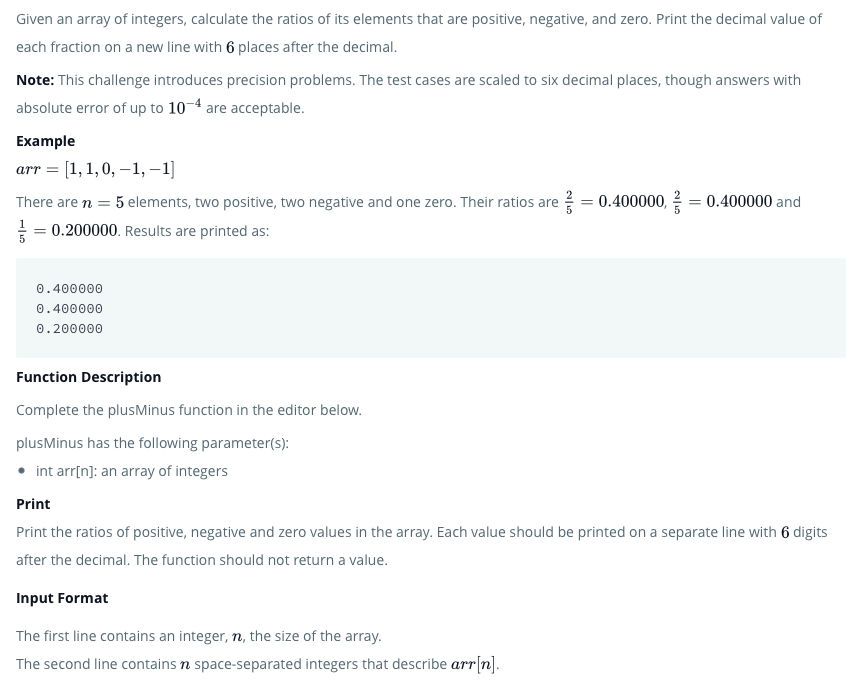 Given an array of integers, calculate the ratios of its elements that are positive, negative, and zero. Print the decimal value of
each fraction on a new line with 6 places after the decimal.
Note: This challenge introduces precision problems. The test cases are scaled to six decimal places, though answers with
absolute error of up to 10⁻⁴ are acceptable.
Example
arr = [1, 1, 0, −1, −1]
There are n = 5 elements, two positive, two negative and one zero. Their ratios are 2/5 = 0.400000, 2/5 = 0.400000 and
1/5 = 0.200000. Results are printed as:
0.400000
0.400000
0.200000
Function Description
Complete the plusMinus function in the editor below.
plusMinus has the following parameter(s):
• int arr[n]: an array of integers
Print
Print the ratios of positive, negative and zero values in the array. Each value should be printed on a separate line with 6 digits
after the decimal. The function should not return a value.
Input Format
The first line contains an integer, n, the size of the array.
The second line contains n space-separated integers that describe arr[n].